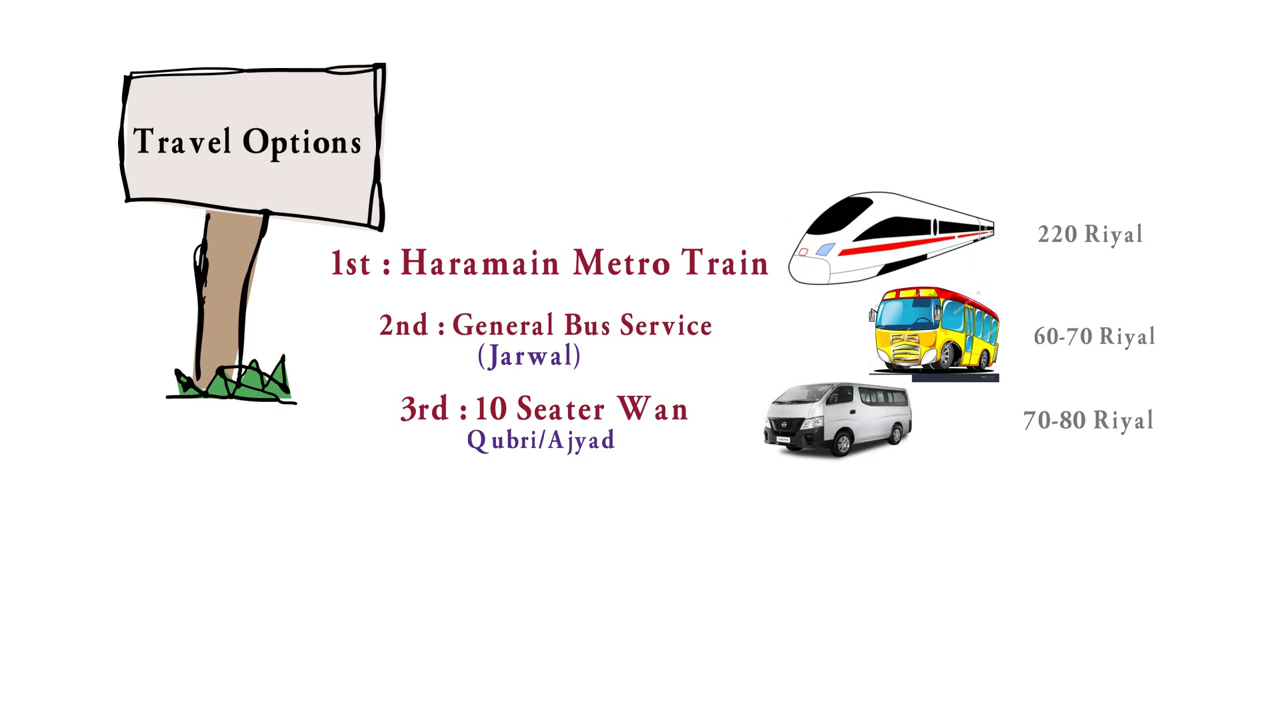 Travel Options
1st : Haramain Metro Train
220 Riyal
2nd : General Bus Service
(Jarwal)
60-70 Riyal
3rd : 10 Seater Wan
Qubri/Ajyad
70-80 Riyal